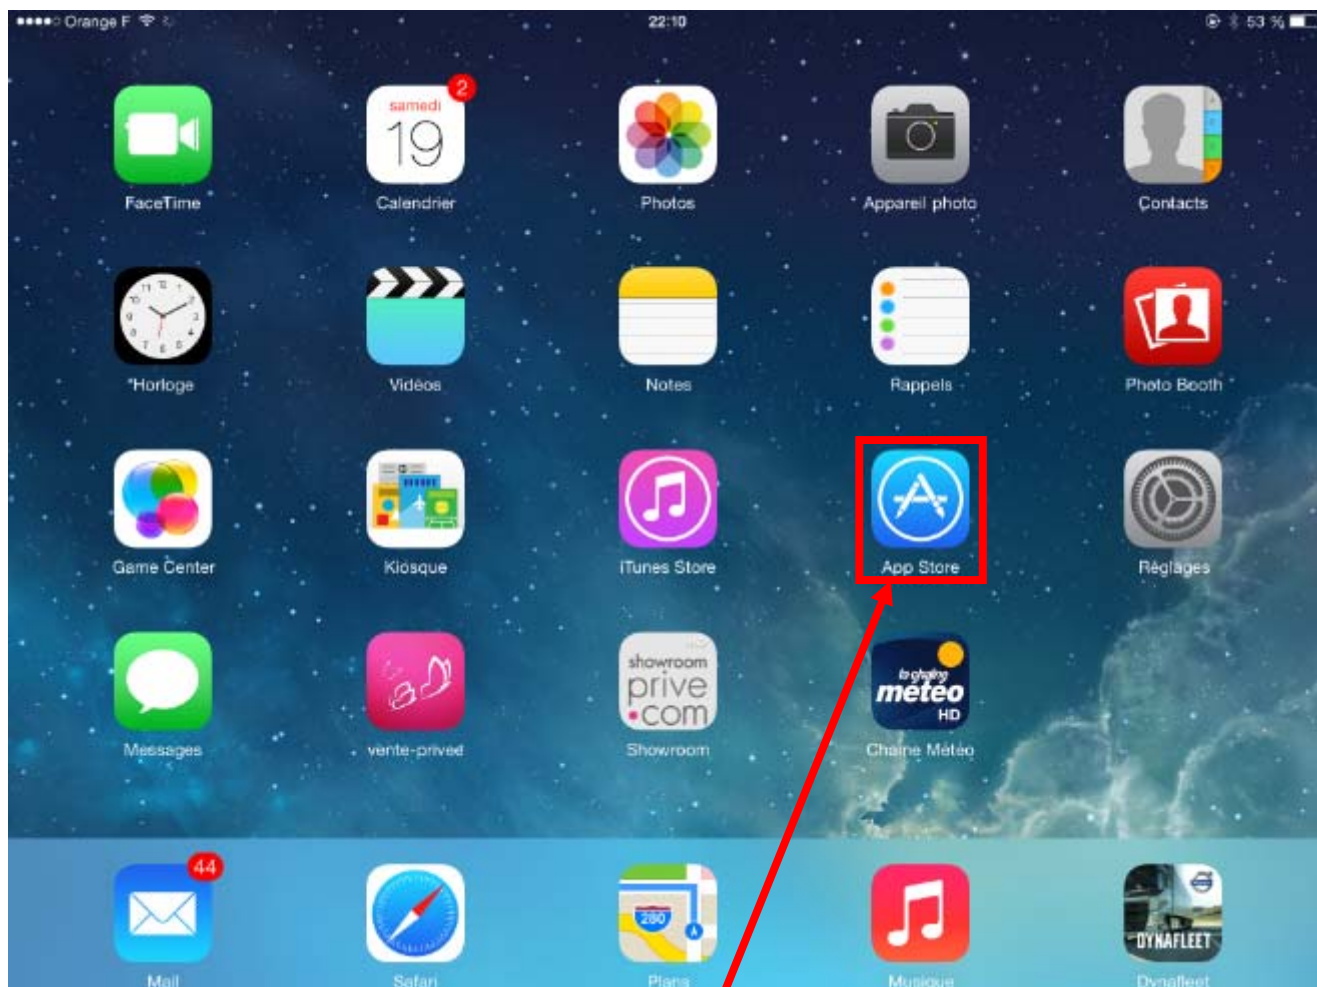 Orange F 22:10 53 %
2
samedi
19
FaceTime Calendrier Photos Appareil photo Contacts
Horloge Vidéos Notes Rappels Photo Booth
Game Center Kiosque iTunes Store App Store Réglages
showroom
prive
•com
la chaîne
météo
HD
Messages vente-privee Showroom Chaîne Météo
44
280
DYNAFLEET
Mail Safari Plans Musique Dynafleet